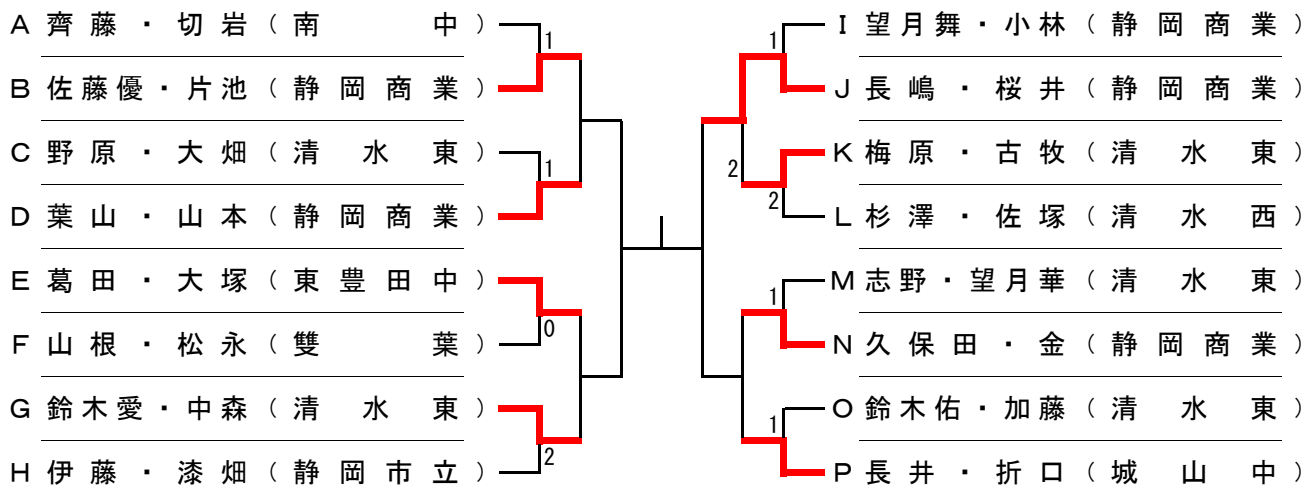 A 齊藤・切岩（南中）
1
B 佐藤優・片池（静岡商業）
C 野原・大畑（清水東）
1
D 葉山・山本（静岡商業）
E 葛田・大塚（東豊田中）
0
F 山根・松永（雙葉）
G 鈴木愛・中森（清水東）
2
H 伊藤・漆畑（静岡市立）
I 望月舞・小林（静岡商業）
1
J 長嶋・桜井（静岡商業）
2
K 梅原・古牧（清水東）
2
L 杉澤・佐塚（清水西）
M 志野・望月華（清水東）
1
N 久保田・金（静岡商業）
O 鈴木佑・加藤（清水東）
1
P 長井・折口（城山中）